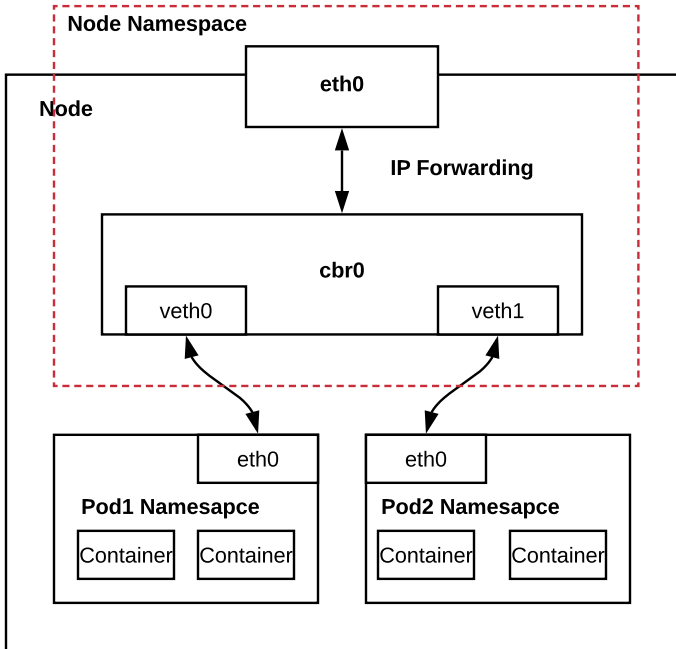 Node Namespace
eth0
Node
IP Forwarding
cbr0
veth0
veth1
eth0
eth0
Pod1 Namesapce
Pod2 Namesapce
Container
Container
Container
Container